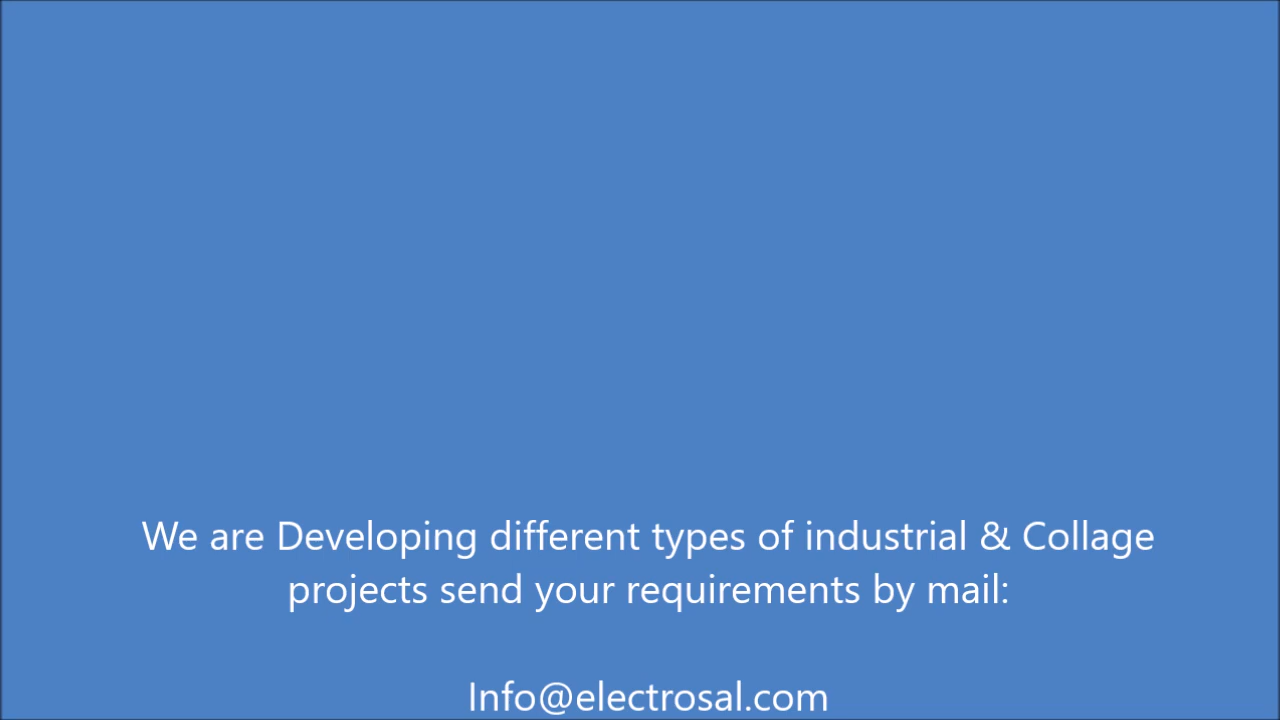 We are Developing different types of industrial & Collage
projects send your requirements by mail:
Info@electrosal.com